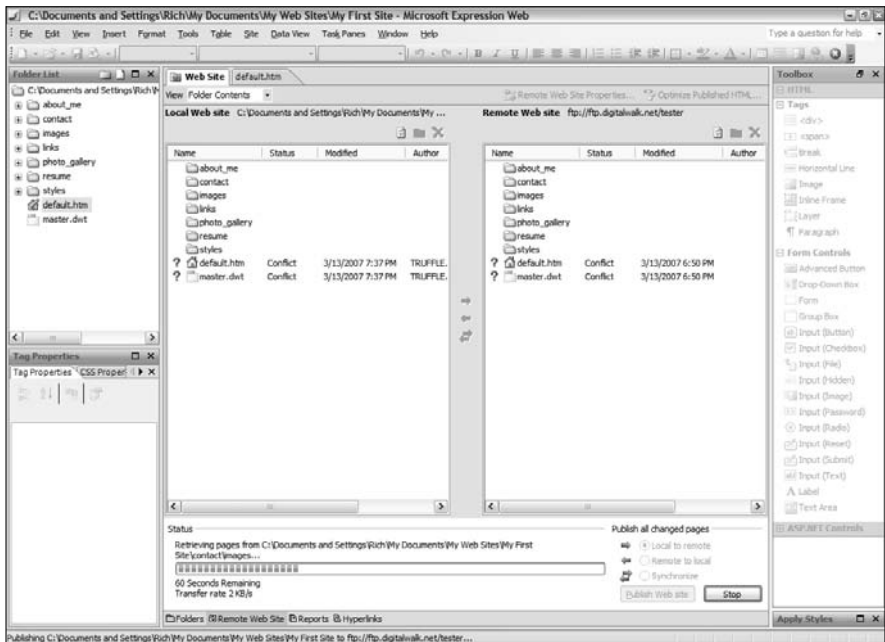 C:\Documents and Settings\Rich\My Documents\My Web Sites\My First Site - Microsoft Expression Web
File Edit View Insert Format Tools Table Site Data View Task Panes Window Help
Type a question for help
Folder List
C:\Documents and Settings\Rich\M
about_me
contact
images
links
photo_gallery
resume
styles
default.htm
master.dwt
Tag Properties
Tag Properties CSS Proper
Web Site default.htm
View Folder Contents
Remote Web Site Properties... Optimize Published HTML...
Local Web site C:\Documents and Settings\Rich\My Documents\My ...
Name Status Modified Author
about_me
contact
images
links
photo_gallery
resume
styles
? default.htm Conflict 3/13/2007 7:37 PM TRUFFLE.
? master.dwt Conflict 3/13/2007 7:37 PM TRUFFLE.
Remote Web site ftp://ftp.digitalwalk.net/tester
Name Status Modified Author
about_me
contact
images
links
photo_gallery
resume
styles
? default.htm Conflict 3/13/2007 6:50 PM
? master.dwt Conflict 3/13/2007 6:50 PM
Status
Retrieving pages from C:\Documents and Settings\Rich\My Documents\My Web Sites\My First
Site\contact\images...
60 Seconds Remaining
Transfer rate 2 KB/s
Publish all changed pages
Local to remote
Remote to local
Synchronize
Publish Web site Stop
Folders Remote Web Site Reports Hyperlinks
Toolbox
HTML
Tags
<div>
<span>
Break
Horizontal Line
Image
Inline Frame
Layer
Paragraph
Form Controls
Advanced Button
Drop-Down Box
Form
Group Box
Input (Button)
Input (Checkbox)
Input (File)
Input (Hidden)
Input (Image)
Input (Password)
Input (Radio)
Input (Reset)
Input (Submit)
Input (Text)
Label
Text Area
ASP.NET Controls
Apply Styles
Publishing C:\Documents and Settings\Rich\My Documents\My Web Sites\My First Site to ftp://ftp.digitalwalk.net/tester...